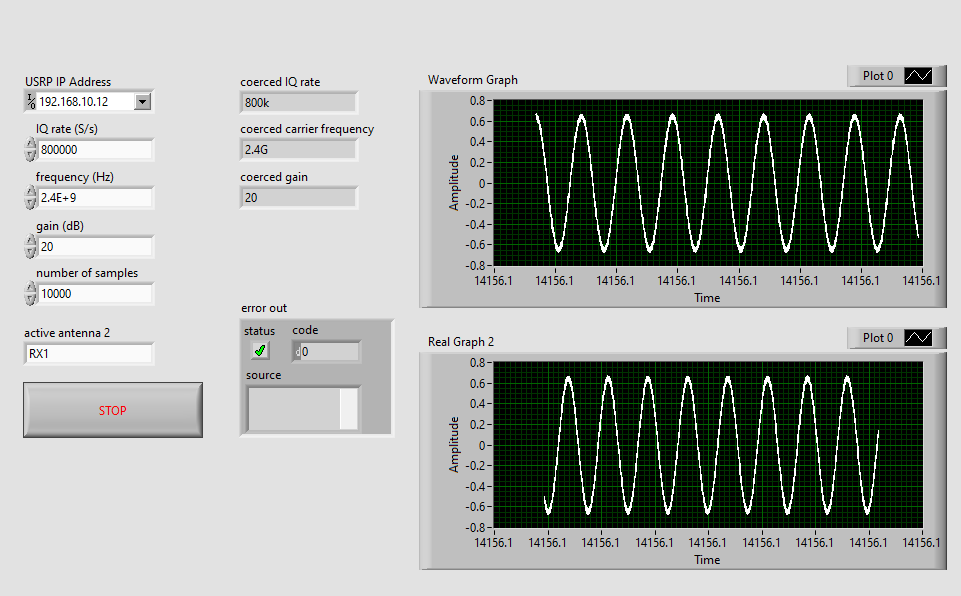 USRP IP Address
192.168.10.12
IQ rate (S/s)
800000
frequency (Hz)
2.4E+9
gain (dB)
20
number of samples
10000
active antenna 2
RX1
STOP
coerced IQ rate
800k
coerced carrier frequency
2.4G
coerced gain
20
error out
status code
d0
source
Waveform Graph
Plot 0
Amplitude
0.8
0.6
0.4
0.2
0
-0.2
-0.4
-0.6
-0.8
14156.1 14156.1 14156.1 14156.1 14156.1 14156.1 14156.1 14156.1
Time
Real Graph 2
Plot 0
Amplitude
0.8
0.6
0.4
0.2
0
-0.2
-0.4
-0.6
-0.8
14156.1 14156.1 14156.1 14156.1 14156.1 14156.1 14156.1 14156.1 14156.1
Time